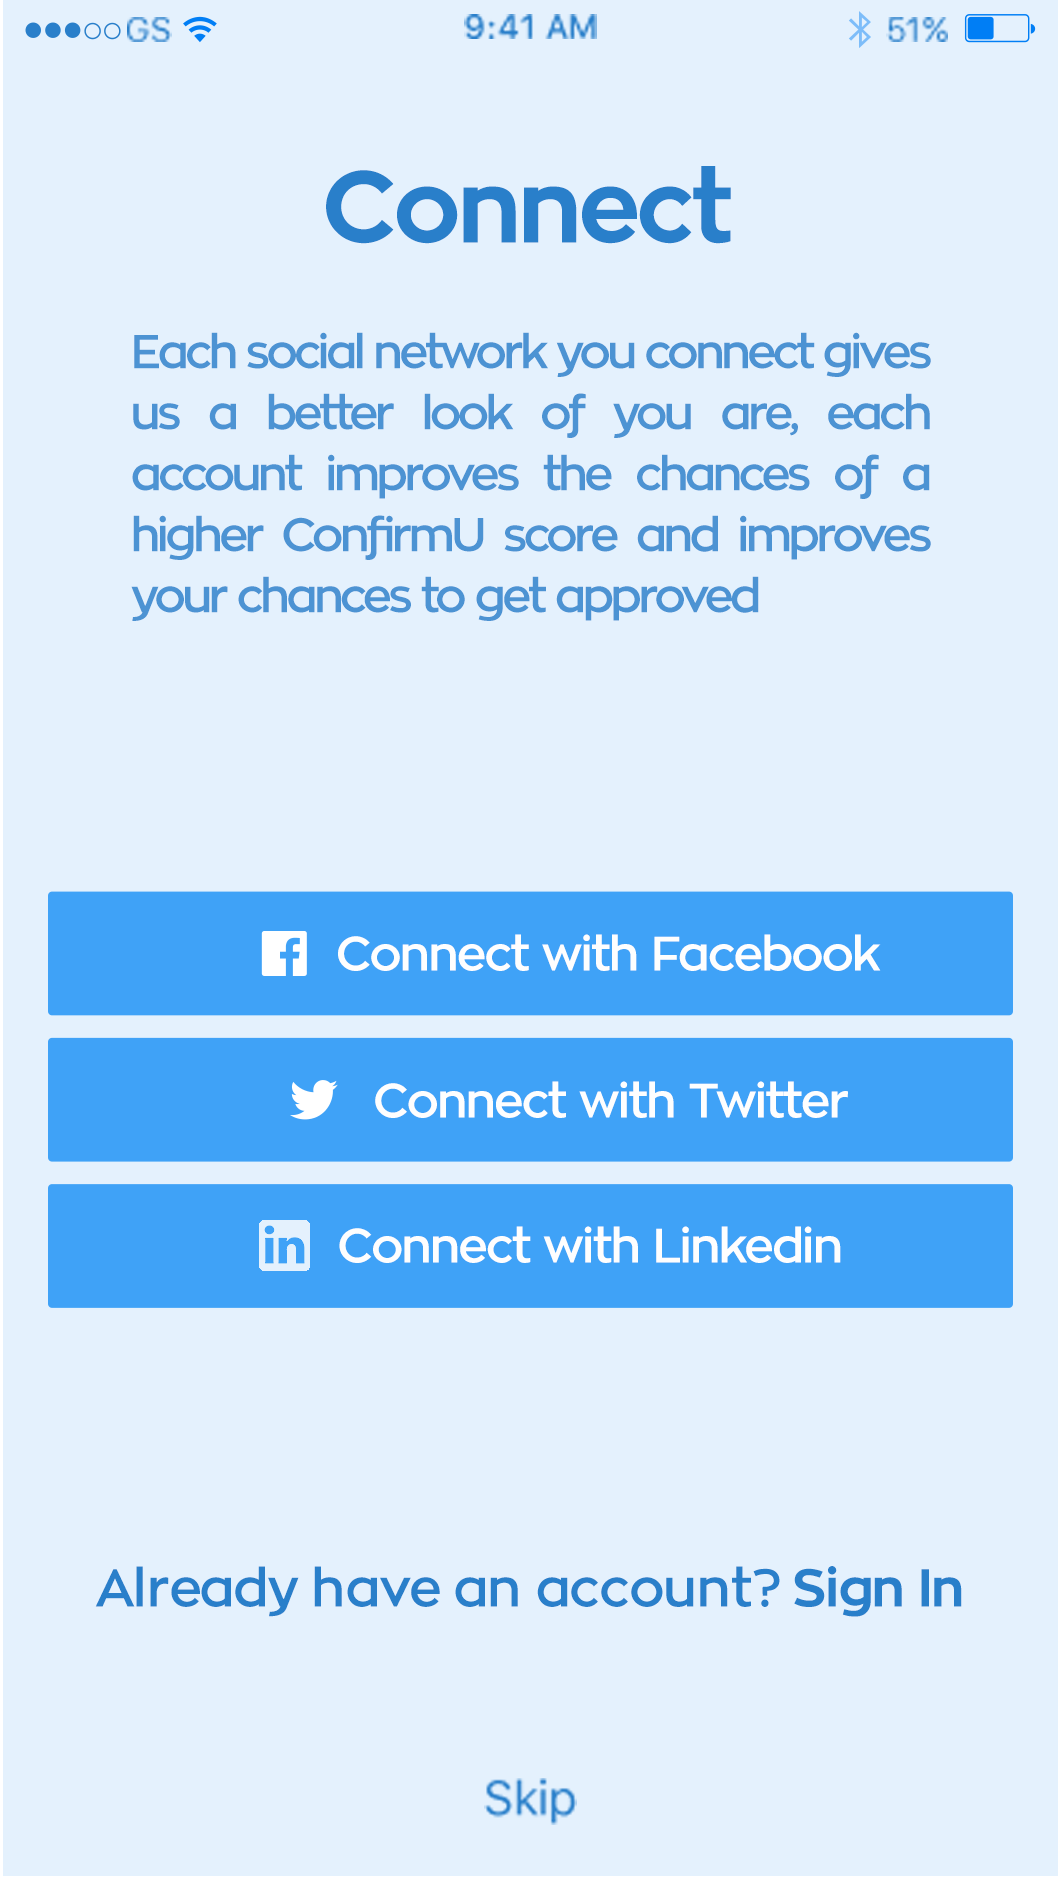 GS 9:41 AM 51%
Connect
Each social network you connect gives
us a better look of you are, each
account improves the chances of a
higher ConfirmU score and improves
your chances to get approved
Connect with Facebook
Connect with Twitter
in Connect with Linkedin
Already have an account? Sign In
Skip